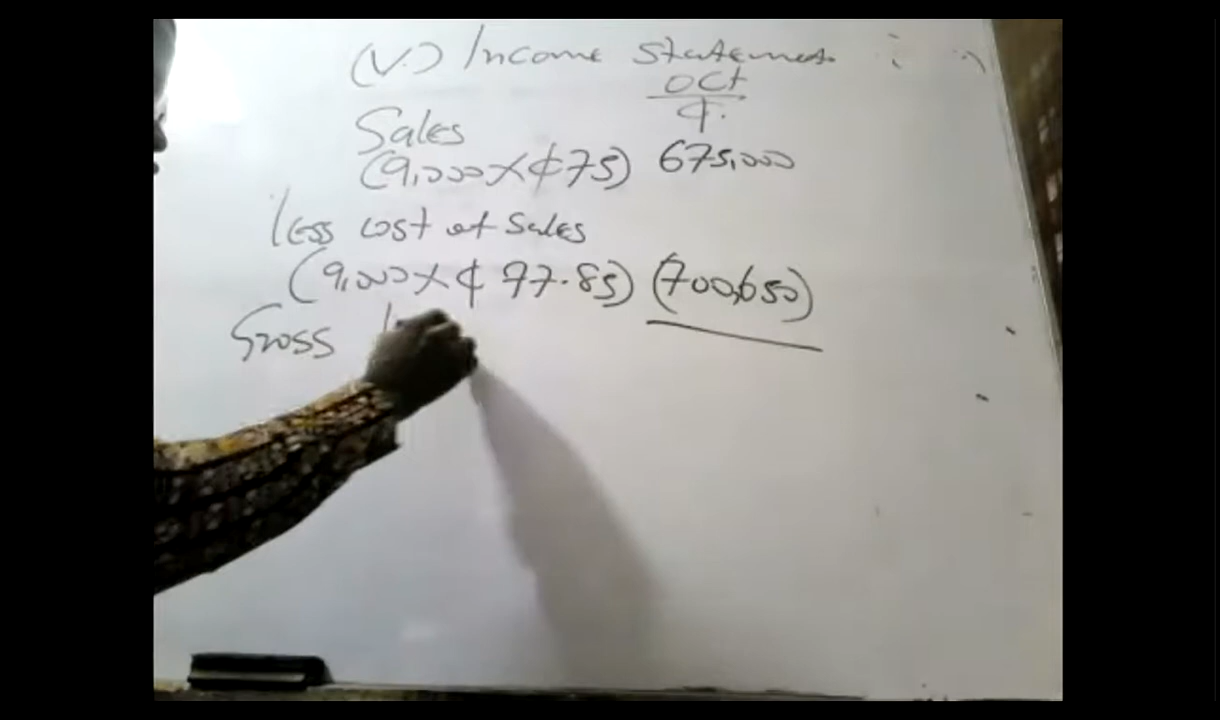 (V.) Income Statement
Oct
₵
Sales
(9,000 X ₵75) 675,000
less cost of Sales
(9,000 X ₵ 77.85) (700,650)
Gross